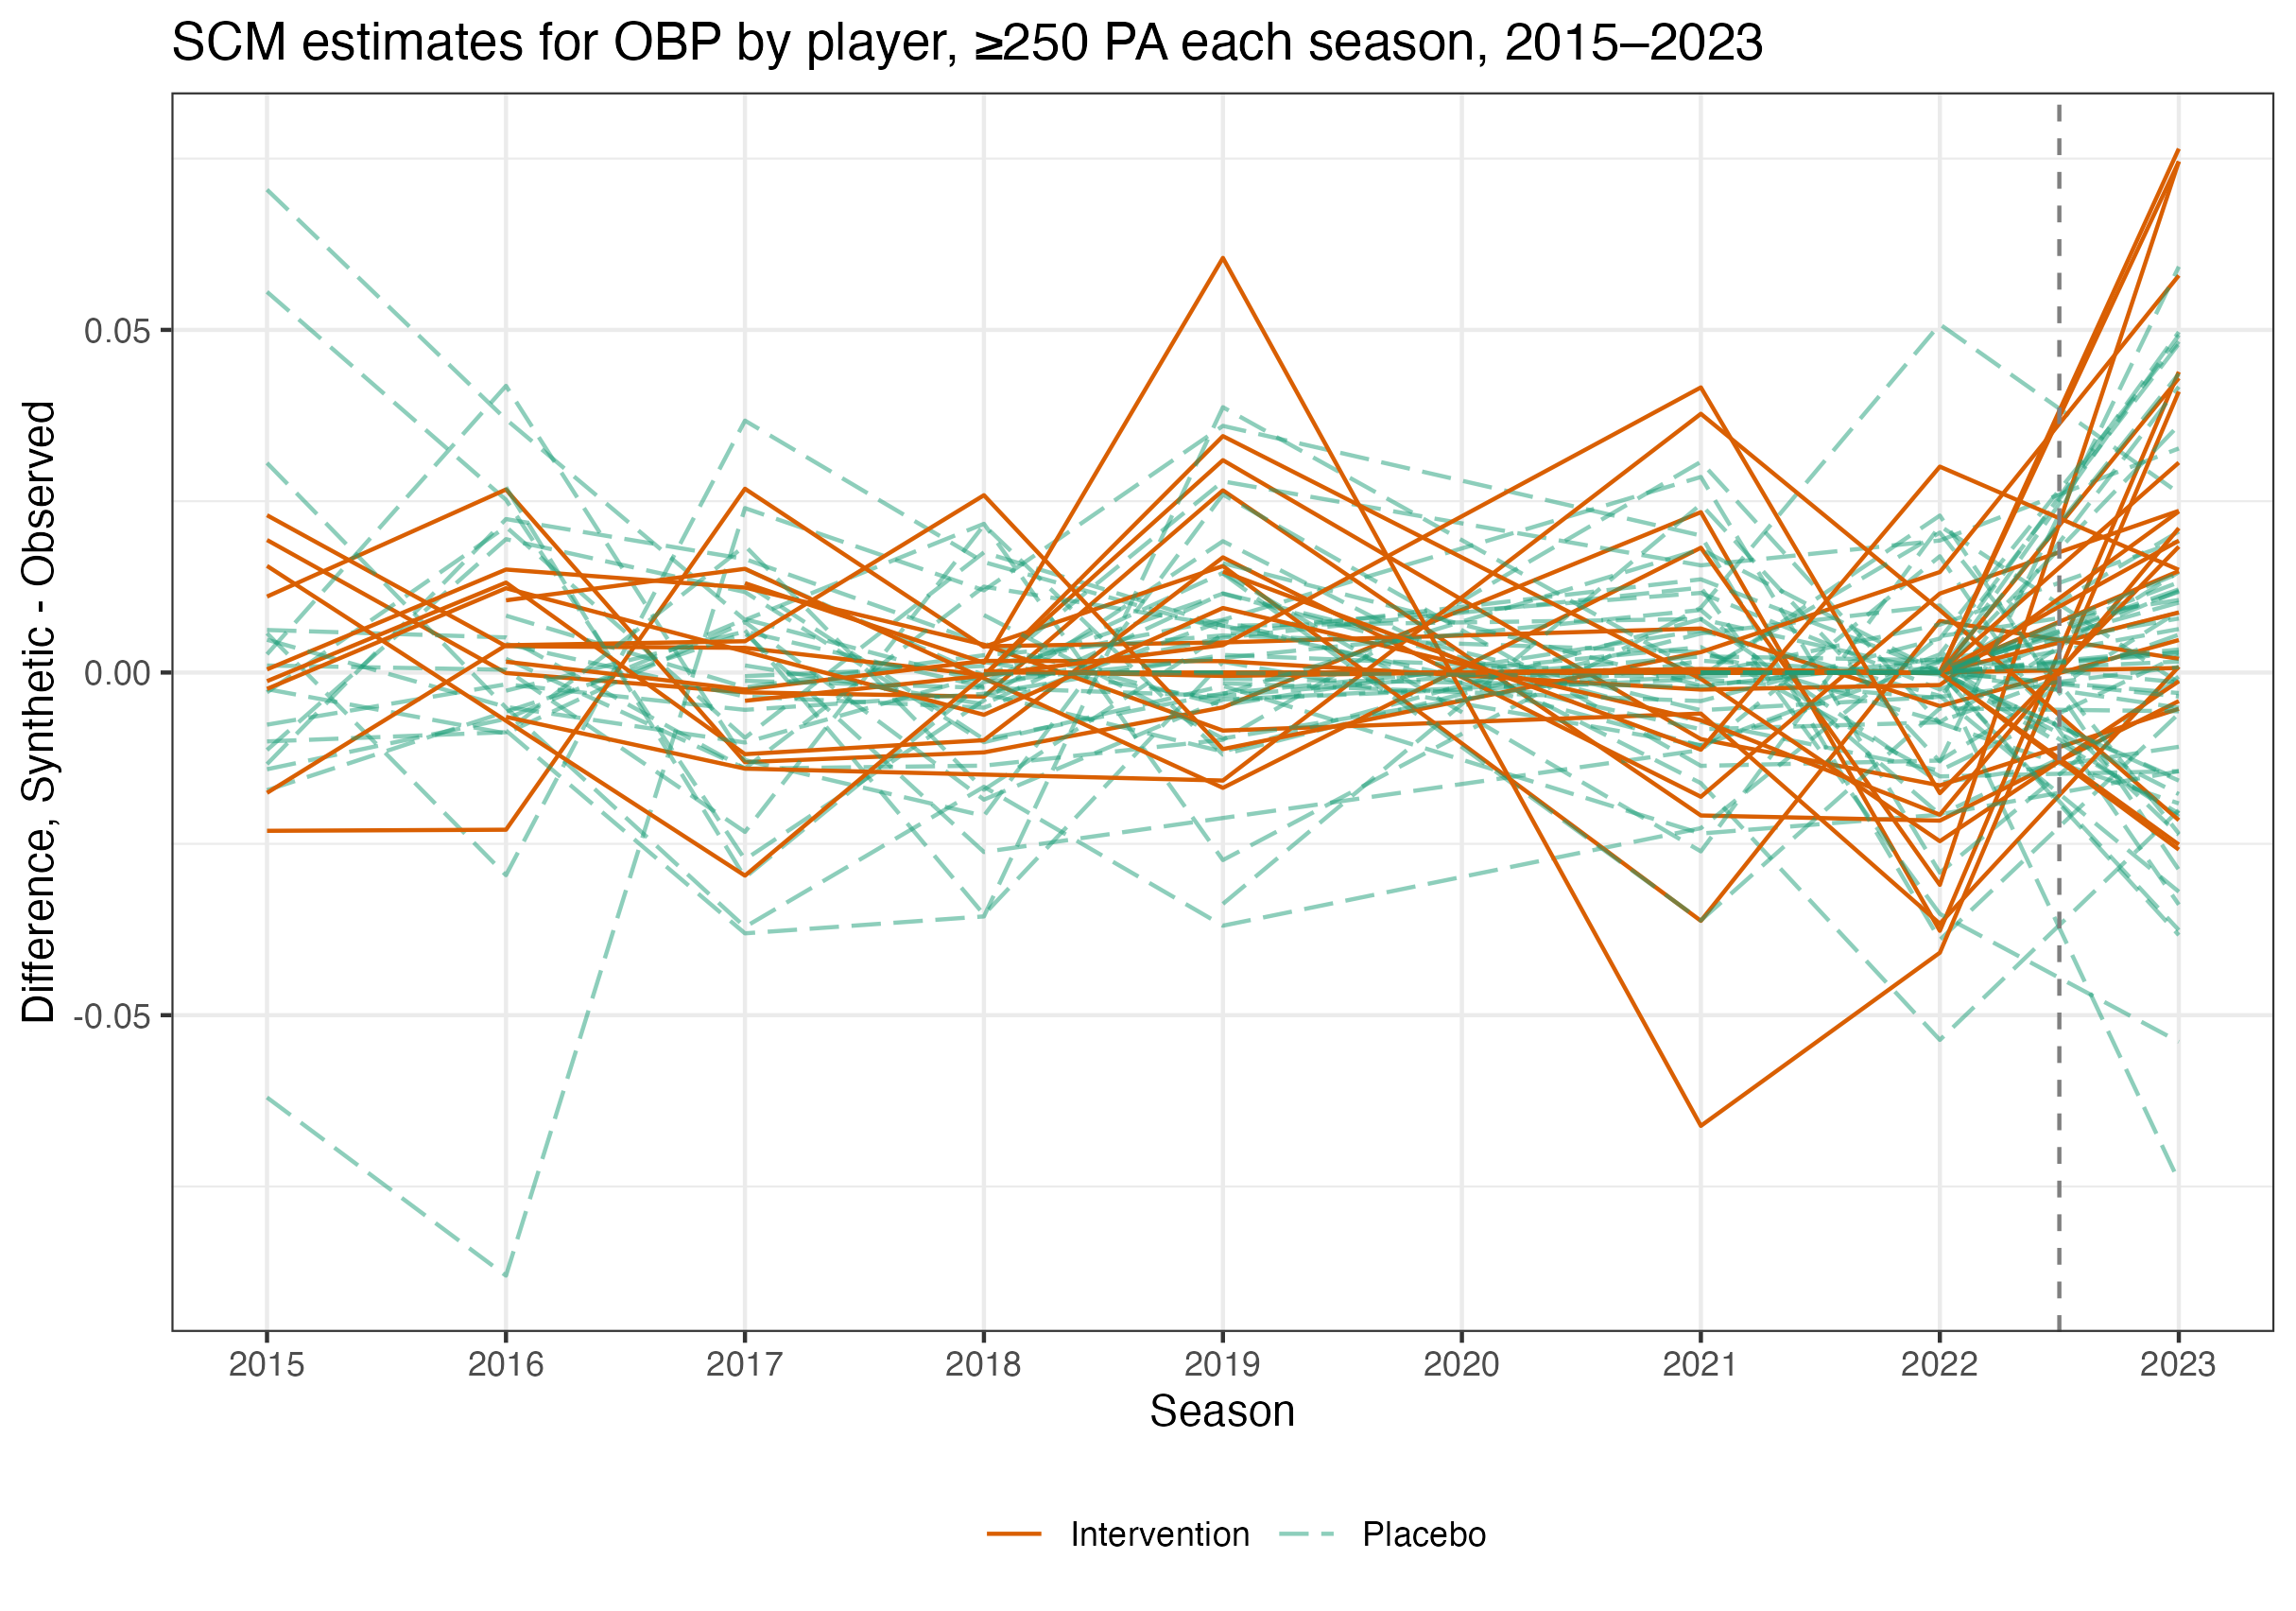 SCM estimates for OBP by player, ≥250 PA each season, 2015–2023
Difference, Synthetic - Observed
0.05
0.00
-0.05
2015 2016 2017 2018 2019 2020 2021 2022 2023
Season
Intervention Placebo